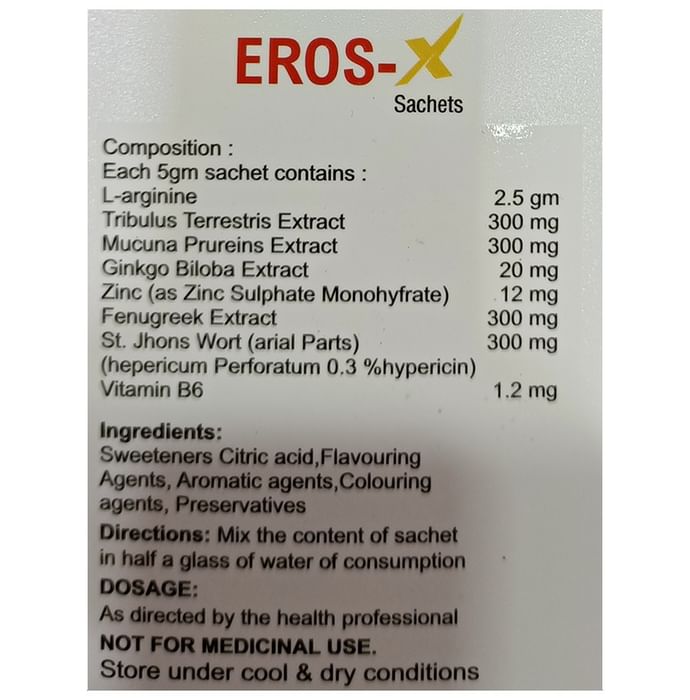 EROS-X
Sachets
Composition :
Each 5gm sachet contains :
L-arginine 2.5 gm
Tribulus Terrestris Extract 300 mg
Mucuna Prureins Extract 300 mg
Ginkgo Biloba Extract 20 mg
Zinc (as Zinc Sulphate Monohyfrate) 12 mg
Fenugreek Extract 300 mg
St. Jhons Wort (arial Parts) 300 mg
(hepericum Perforatum 0.3 %hypericin)
Vitamin B6 1.2 mg
Ingredients:
Sweeteners Citric acid,Flavouring
Agents, Aromatic agents,Colouring
agents, Preservatives
Directions: Mix the content of sachet
in half a glass of water of consumption
DOSAGE:
As directed by the health professional
NOT FOR MEDICINAL USE.
Store under cool & dry conditions